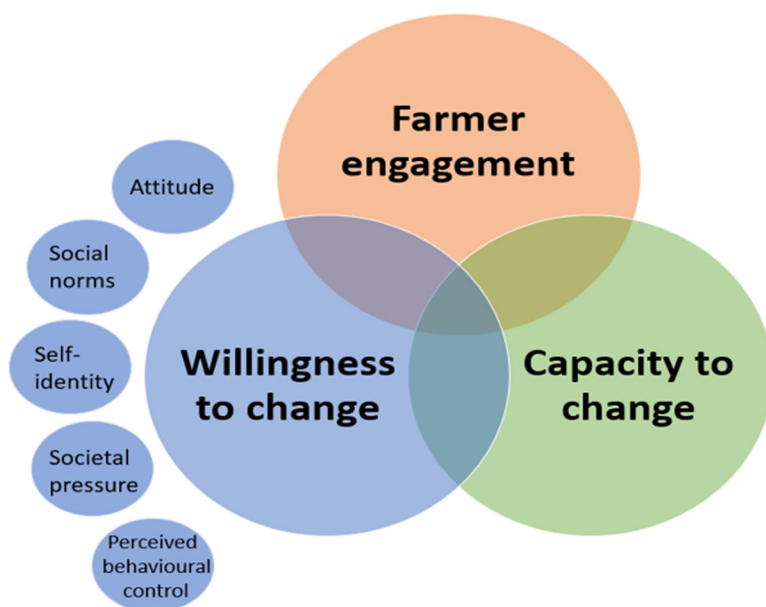 Farmer
engagement
Attitude
Social
norms
Self-
identity
Societal
pressure
Perceived
behavioural
control
Willingness
to change
Capacity to
change